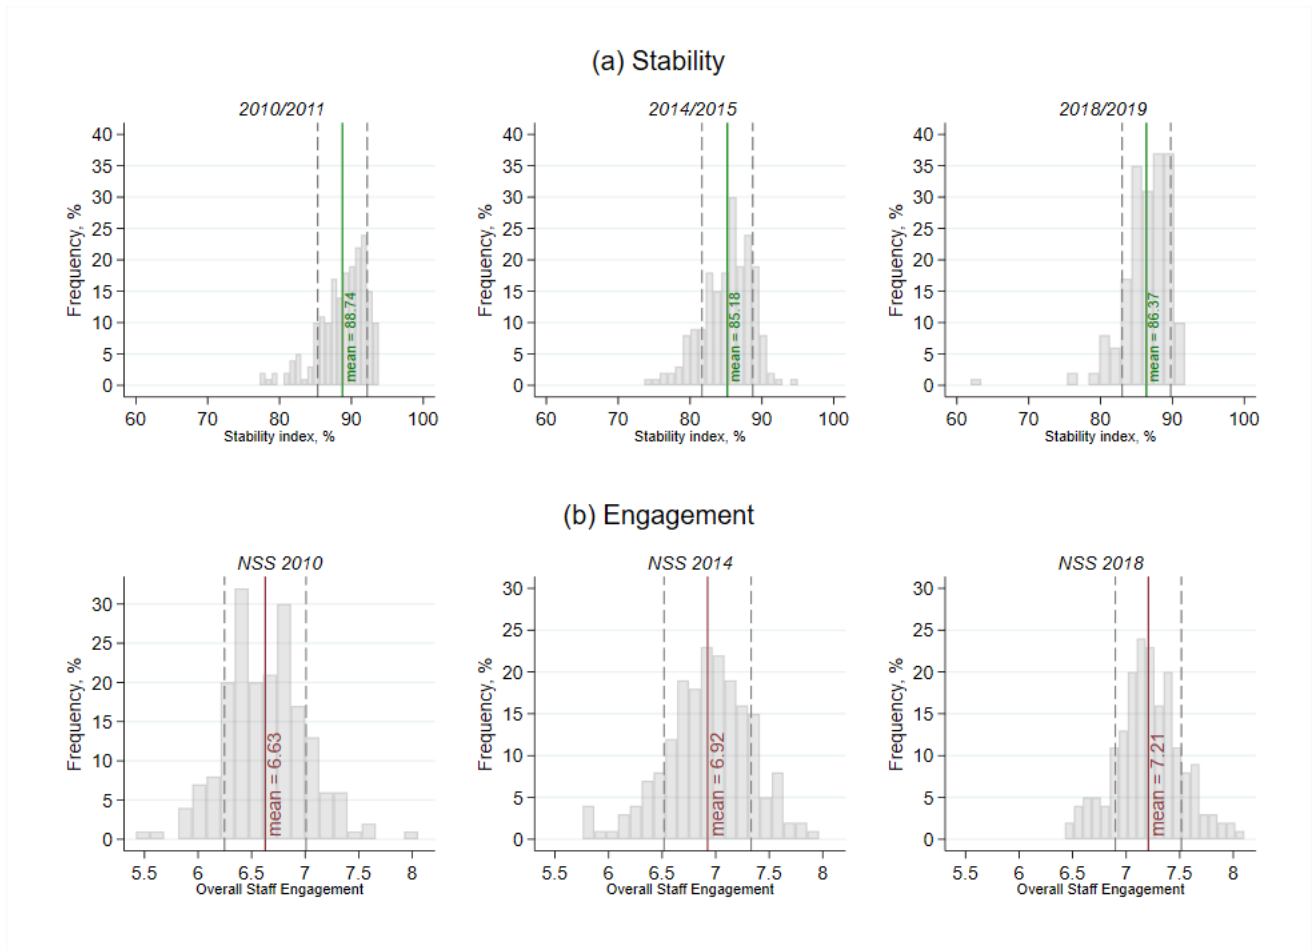 (a) Stability
2010/2011
2014/2015
2018/2019
40
35
30
25
20
15
10
5
0
Frequency, %
mean = 88.74
60 70 80 90 100
Stability index, %
40
35
30
25
20
15
10
5
0
Frequency, %
mean = 85.18
60 70 80 90 100
Stability index, %
40
35
30
25
20
15
10
5
0
Frequency, %
mean = 86.37
60 70 80 90 100
Stability index, %
(b) Engagement
NSS 2010
NSS 2014
NSS 2018
30
25
20
15
10
5
0
Frequency, %
mean = 6.63
5.5 6 6.5 7 7.5 8
Overall Staff Engagement
30
25
20
15
10
5
0
Frequency, %
mean = 6.92
5.5 6 6.5 7 7.5 8
Overall Staff Engagement
30
25
20
15
10
5
0
Frequency, %
mean = 7.21
5.5 6 6.5 7 7.5 8
Overall Staff Engagement